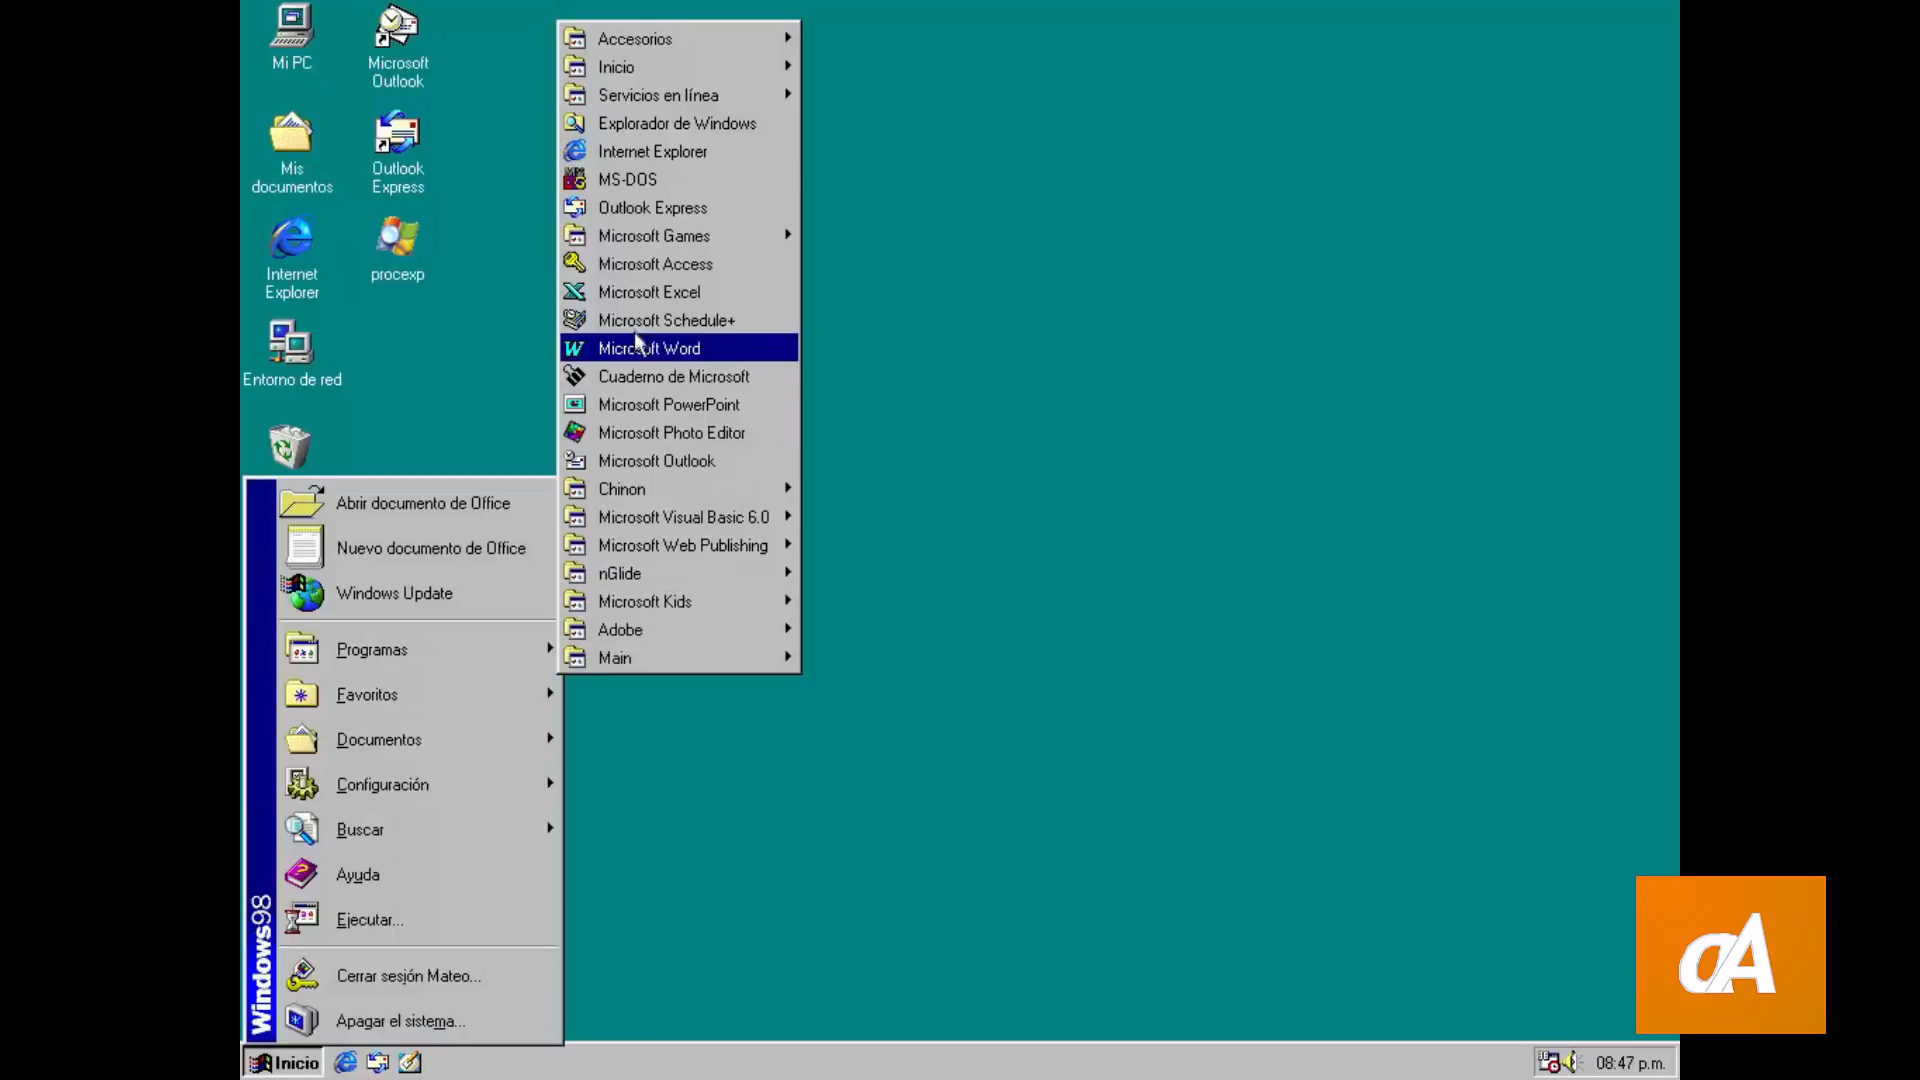 Mi PC
Microsoft
Outlook
Mis
documentos
Outlook
Express
Internet
Explorer
procexp
Entorno de red
Accesorios
Inicio
Servicios en línea
Explorador de Windows
Internet Explorer
MS-DOS
Outlook Express
Microsoft Games
Microsoft Access
Microsoft Excel
Microsoft Schedule+
Microsoft Word
Cuaderno de Microsoft
Microsoft PowerPoint
Microsoft Photo Editor
Microsoft Outlook
Chinon
Microsoft Visual Basic 6.0
Microsoft Web Publishing
nGlide
Microsoft Kids
Adobe
Main
Abrir documento de Office
Nuevo documento de Office
Windows Update
Programas
Favoritos
Documentos
Configuración
Buscar
Ayuda
Ejecutar...
Cerrar sesión Mateo...
Apagar el sistema...
Windows98
Inicio
08:47 p.m.